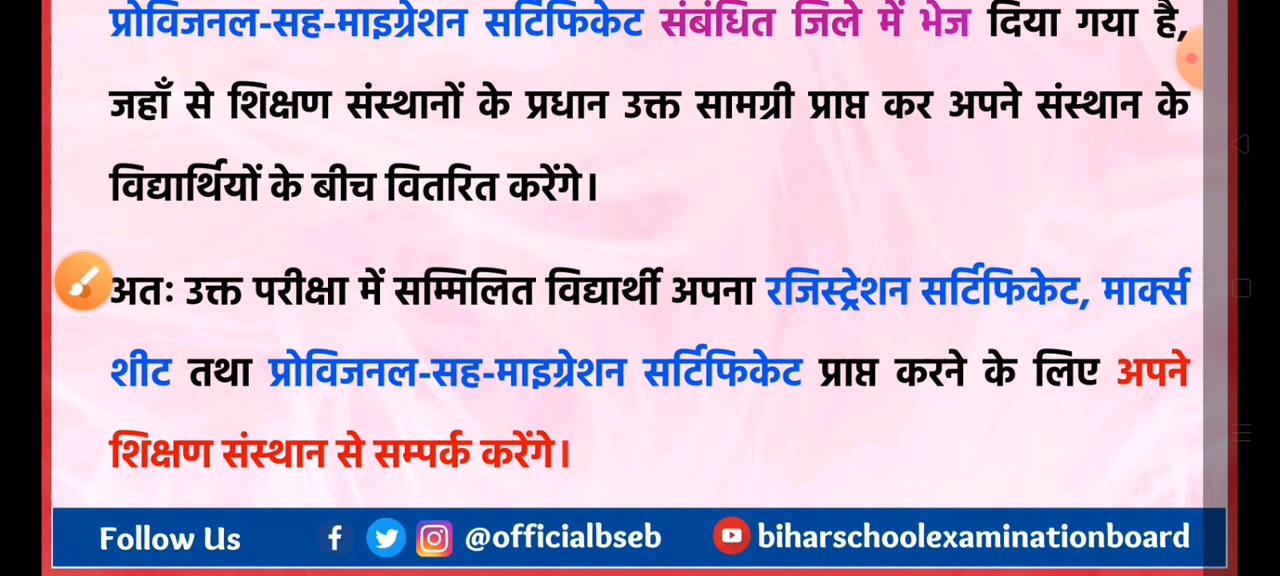 प्रोविजनल-सह-माइग्रेशन सर्टिफिकेट संबंधित जिले में भेज दिया गया है,
जहाँ से शिक्षण संस्थानों के प्रधान उक्त सामग्री प्राप्त कर अपने संस्थान के
विद्यार्थियों के बीच वितरित करेंगे।
अतः उक्त परीक्षा में सम्मिलित विद्यार्थी अपना रजिस्ट्रेशन सर्टिफिकेट, मार्क्स
शीट तथा प्रोविजनल-सह-माइग्रेशन सर्टिफिकेट प्राप्त करने के लिए अपने
शिक्षण संस्थान से सम्पर्क करेंगे।
Follow Us @officialbseb biharschoolexaminationboard